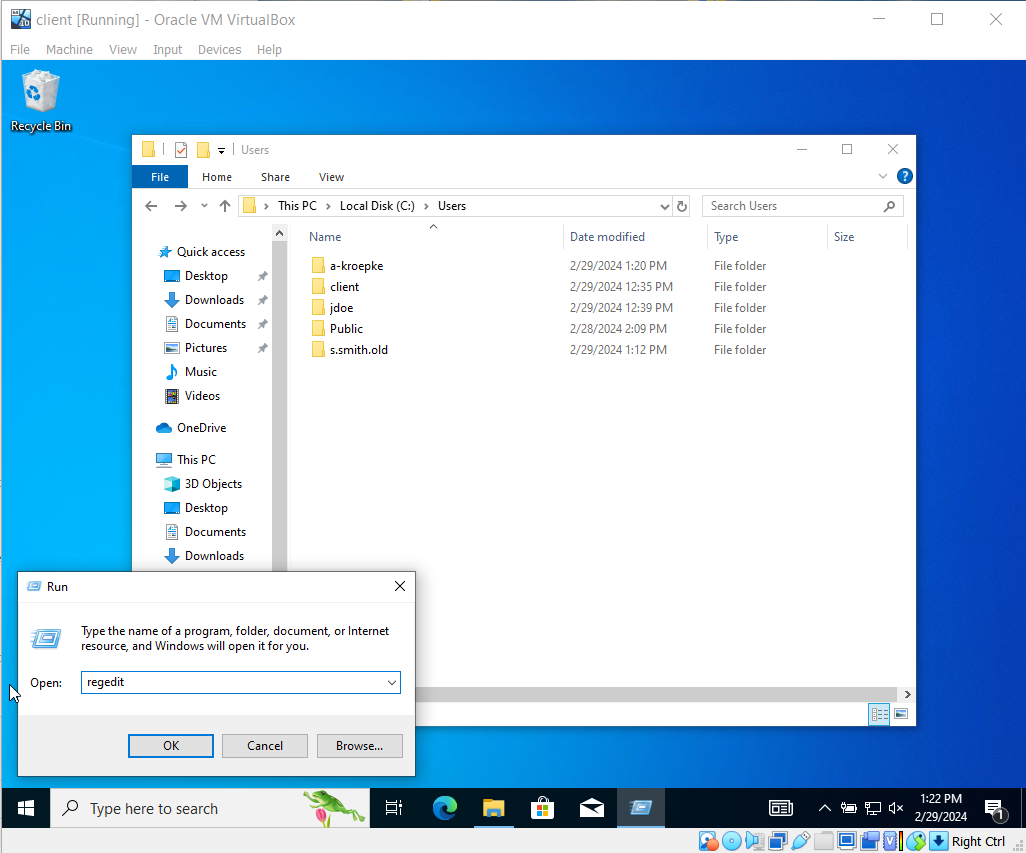 client [Running] - Oracle VM VirtualBox
File Machine View Input Devices Help
Recycle Bin
Users
File Home Share View
This PC Local Disk (C:) Users
Search Users
Name Date modified Type Size
Quick access
Desktop
Downloads
Documents
Pictures
Music
Videos
OneDrive
This PC
3D Objects
Desktop
Documents
Downloads
a-kroepke 2/29/2024 1:20 PM File folder
client 2/29/2024 12:35 PM File folder
jdoe 2/29/2024 12:39 PM File folder
Public 2/28/2024 2:09 PM File folder
s.smith.old 2/29/2024 1:12 PM File folder
Run
Type the name of a program, folder, document, or Internet
resource, and Windows will open it for you.
Open: regedit
OK Cancel Browse...
Type here to search
1:22 PM
2/29/2024
1
Right Ctrl